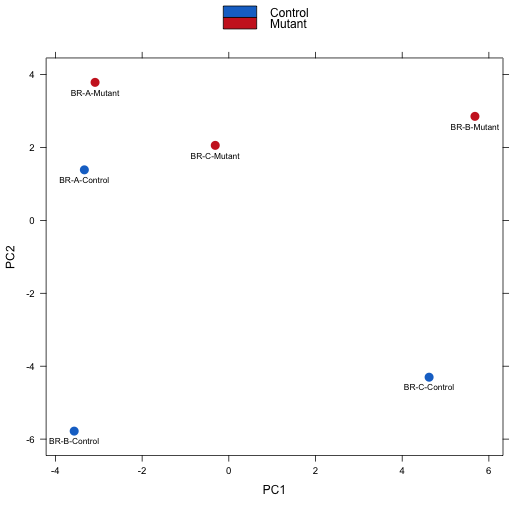 Control
Mutant
4
BR-A-Mutant
BR-B-Mutant
2
BR-C-Mutant
BR-A-Control
0
PC2
-2
-4
BR-C-Control
-6
BR-B-Control
-4 -2 0 2 4 6
PC1